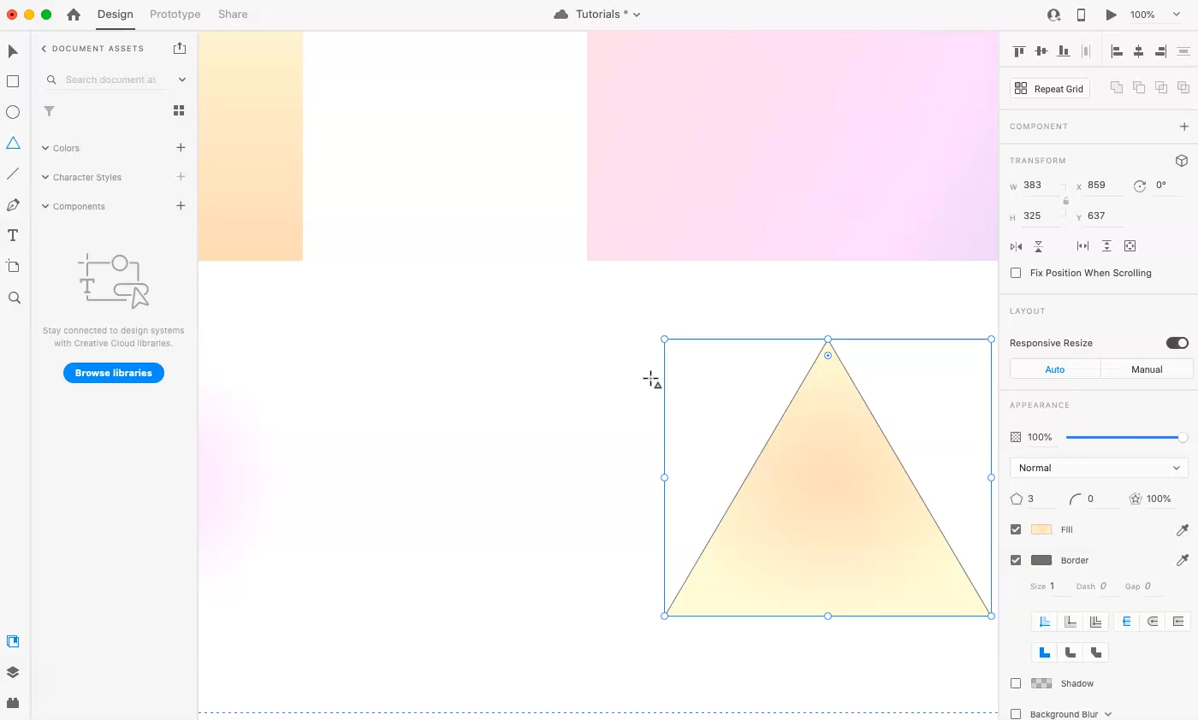 Design
Prototype
Share
Tutorials *
100%
DOCUMENT ASSETS
Search document as
Colors
Character Styles
Components
Stay connected to design systems
with Creative Cloud libraries.
Browse libraries
T
Repeat Grid
COMPONENT
TRANSFORM
W 383 X 859 0°
H 325 Y 637
Fix Position When Scrolling
LAYOUT
Responsive Resize
Auto Manual
APPEARANCE
100%
Normal
3 0 100%
Fill
Border
Size 1 Dash 0 Gap 0
Shadow
Background Blur